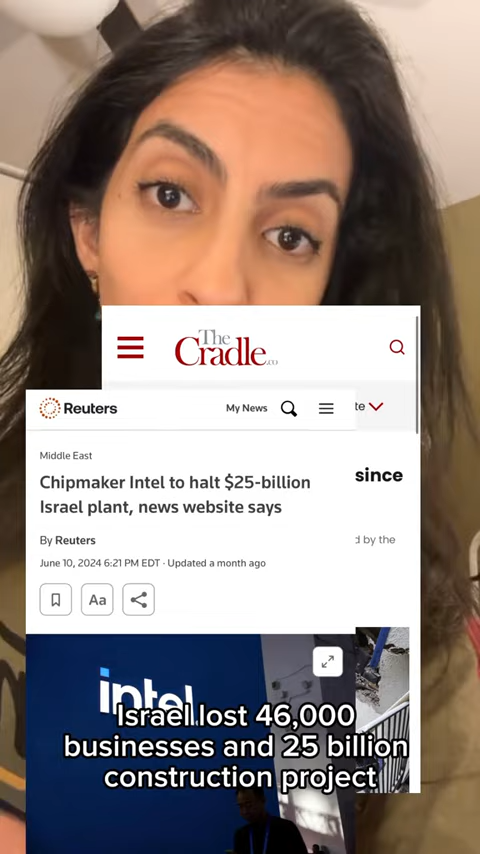 The
Cradle.co
Reuters
My News
te
Middle East
since
Chipmaker Intel to halt $25-billion
Israel plant, news website says
By Reuters
d by the
June 10, 2024 6:21 PM EDT · Updated a month ago
Aa
intel
Israel lost 46,000
businesses and 25 billion
construction project